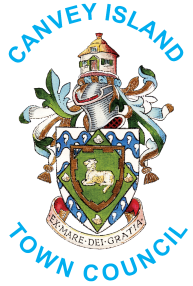 CANVEY ISLAND
EX·MARE·DEI·GRATIA
TOWN COUNCIL